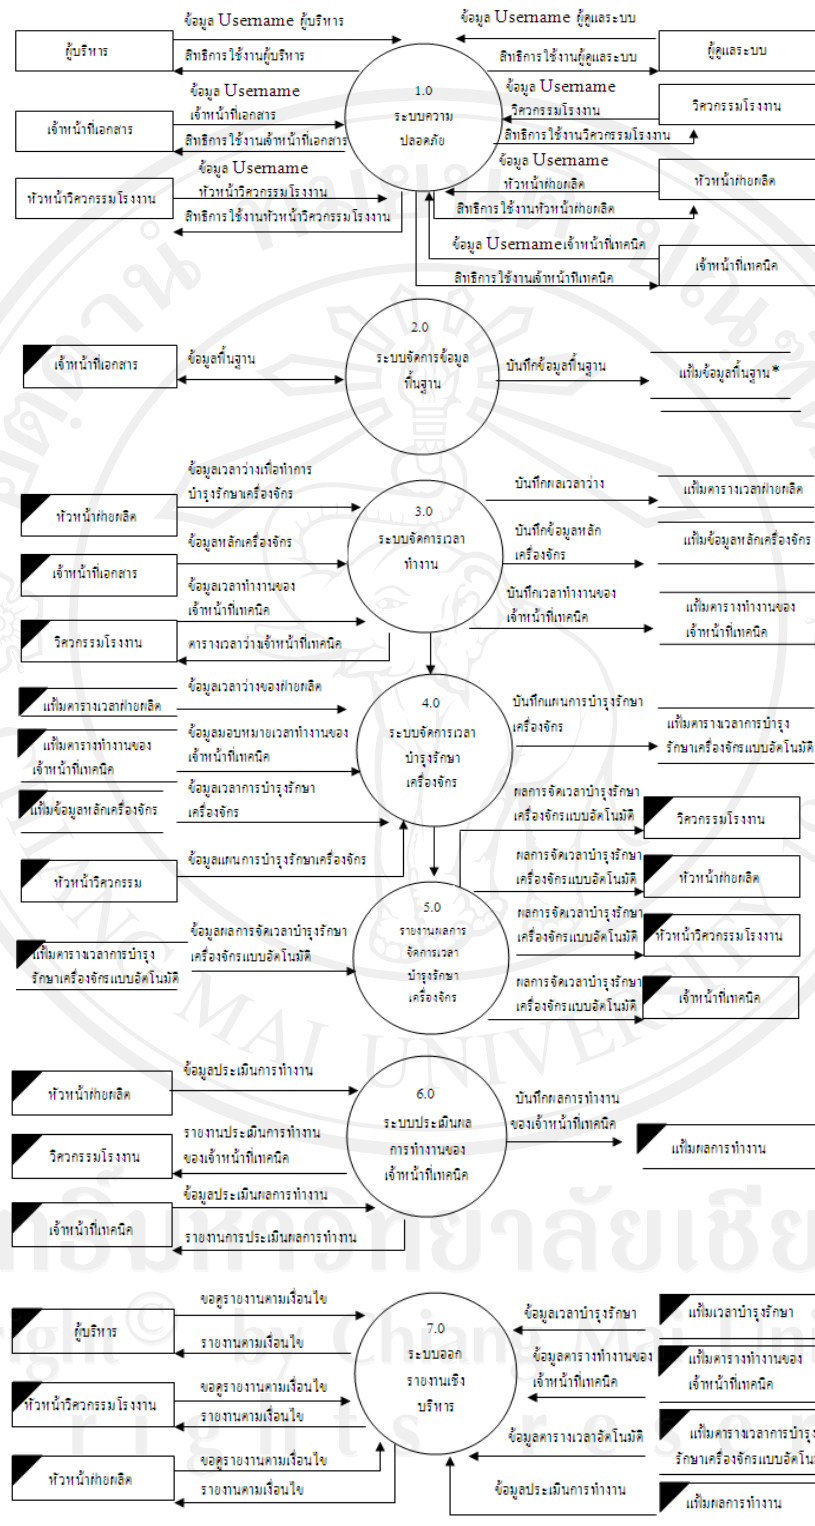 ข้อมูล Username ผู้บริหาร
ผู้บริหาร
สิทธิการใช้งานผู้บริหาร
ข้อมูล Username ผู้ดูแลระบบ
ผู้ดูแลระบบ
สิทธิการใช้งานผู้ดูแลระบบ
1.0
ระบบความ
ปลอดภัย
ข้อมูล Username
เจ้าหน้าที่เอกสาร
เจ้าหน้าที่เอกสาร
สิทธิการใช้งานเจ้าหน้าที่เอกสาร
ข้อมูล Username
วิศวกรรมโรงงาน
วิศวกรรมโรงงาน
สิทธิการใช้งานวิศวกรรมโรงงาน
ข้อมูล Username
หัวหน้าวิศวกรรมโรงงาน
หัวหน้าวิศวกรรมโรงงาน
สิทธิการใช้งานหัวหน้าวิศวกรรมโรงงาน
ข้อมูล Username
หัวหน้าฝ่ายผลิต
หัวหน้าฝ่ายผลิต
สิทธิการใช้งานหัวหน้าฝ่ายผลิต
ข้อมูล Usernameเจ้าหน้าที่เทคนิค
เจ้าหน้าที่เทคนิค
สิทธิการใช้งานเจ้าหน้าที่เทคนิค
2.0
ระบบจัดการข้อมูล
พื้นฐาน
เจ้าหน้าที่เอกสาร
ข้อมูลพื้นฐาน
บันทึกข้อมูลพื้นฐาน
แฟ้มข้อมูลพื้นฐาน*
ข้อมูลเวลาว่างเพื่อทำการ
บำรุงรักษาเครื่องจักร
หัวหน้าฝ่ายผลิต
ข้อมูลหลักเครื่องจักร
เจ้าหน้าที่เอกสาร
ข้อมูลเวลาทำงานของ
เจ้าหน้าที่เทคนิค
วิศวกรรมโรงงาน
ตารางเวลาว่างเจ้าหน้าที่เทคนิค
3.0
ระบบจัดการเวลา
ทำงาน
บันทึกผลเวลาว่าง
แฟ้มตารางเวลาฝ่ายผลิต
บันทึกข้อมูลหลัก
เครื่องจักร
แฟ้มข้อมูลหลักเครื่องจักร
บันทึกเวลาทำงานของ
เจ้าหน้าที่เทคนิค
แฟ้มตารางทำงานของ
เจ้าหน้าที่เทคนิค
ข้อมูลเวลาว่างของฝ่ายผลิต
แฟ้มตารางเวลาฝ่ายผลิต
ข้อมูลมอบหมายเวลาทำงานของ
เจ้าหน้าที่เทคนิค
แฟ้มตารางทำงานของ
เจ้าหน้าที่เทคนิค
ข้อมูลเวลาการบำรุงรักษา
เครื่องจักร
แฟ้มข้อมูลหลักเครื่องจักร
ข้อมูลแผนการบำรุงรักษาเครื่องจักร
หัวหน้าวิศวกรรม
4.0
ระบบจัดการเวลา
บำรุงรักษา
เครื่องจักร
บันทึกแผนการบำรุงรักษา
เครื่องจักร
แฟ้มตารางเวลาการบำรุง
รักษาเครื่องจักรแบบอัตโนมัติ
ผลการจัดเวลาบำรุงรักษา
เครื่องจักรแบบอัตโนมัติ
วิศวกรรมโรงงาน
ผลการจัดเวลาบำรุงรักษา
เครื่องจักรแบบอัตโนมัติ
หัวหน้าฝ่ายผลิต
ผลการจัดเวลาบำรุงรักษา
เครื่องจักรแบบอัตโนมัติ
หัวหน้าวิศวกรรมโรงงาน
ผลการจัดเวลาบำรุงรักษา
เครื่องจักรแบบอัตโนมัติ
เจ้าหน้าที่เทคนิค
5.0
รายงานผลการ
จัดการเวลา
บำรุงรักษา
เครื่องจักร
ข้อมูลผลการจัดเวลาบำรุงรักษา
เครื่องจักรแบบอัตโนมัติ
แฟ้มตารางเวลาการบำรุง
รักษาเครื่องจักรแบบอัตโนมัติ
ข้อมูลประเมินการทำงาน
หัวหน้าฝ่ายผลิต
รายงานประเมินการทำงาน
ของเจ้าหน้าที่เทคนิค
วิศวกรรมโรงงาน
ข้อมูลประเมินผลการทำงาน
เจ้าหน้าที่เทคนิค
รายงานการประเมินผลการทำงาน
6.0
ระบบประเมินผล
การทำงานของ
เจ้าหน้าที่เทคนิค
บันทึกผลการทำงาน
ของเจ้าหน้าที่เทคนิค
แฟ้มผลการทำงาน
ขอดูรายงานตามเงื่อนไข
ผู้บริหาร
รายงานตามเงื่อนไข
ขอดูรายงานตามเงื่อนไข
หัวหน้าวิศวกรรมโรงงาน
รายงานตามเงื่อนไข
ขอดูรายงานตามเงื่อนไข
หัวหน้าฝ่ายผลิต
รายงานตามเงื่อนไข
7.0
ระบบออก
รายงานเชิง
บริหาร
ข้อมูลเวลาบำรุงรักษา
แฟ้มเวลาบำรุงรักษา
ข้อมูลตารางทำงานของ
เจ้าหน้าที่เทคนิค
แฟ้มตารางทำงานของ
เจ้าหน้าที่เทคนิค
ข้อมูลตารางเวลาอัตโนมัติ
แฟ้มตารางเวลาการบำรุง
รักษาเครื่องจักรแบบอัตโนมั
ข้อมูลประเมินการทำงาน
แฟ้มผลการทำงาน
CHIANG MAI UNIVERSITY
by Chiang Mai Uni